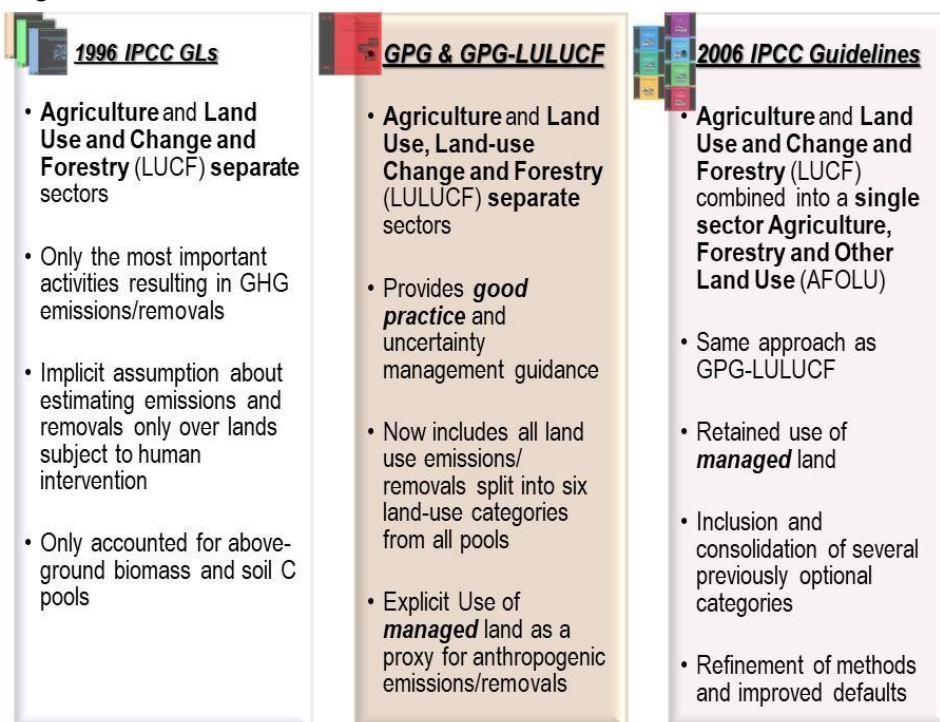 1996 IPCC GLs
• Agriculture and Land
Use and Change and
Forestry (LUCF) separate
sectors
• Only the most important
activities resulting in GHG
emissions/removals
• Implicit assumption about
estimating emissions and
removals only over lands
subject to human
intervention
• Only accounted for above-
ground biomass and soil C
pools
GPG & GPG-LULUCF
• Agriculture and Land
Use, Land-use
Change and Forestry
(LULUCF) separate
sectors
• Provides good
practice and
uncertainty
management guidance
• Now includes all land
use emissions/
removals split into six
land-use categories
from all pools
• Explicit Use of
managed land as a
proxy for anthropogenic
emissions/removals
2006 IPCC Guidelines
• Agriculture and Land
Use and Change and
Forestry (LUCF)
combined into a single
sector Agriculture,
Forestry and Other
Land Use (AFOLU)
• Same approach as
GPG-LULUCF
• Retained use of
managed land
• Inclusion and
consolidation of several
previously optional
categories
• Refinement of methods
and improved defaults